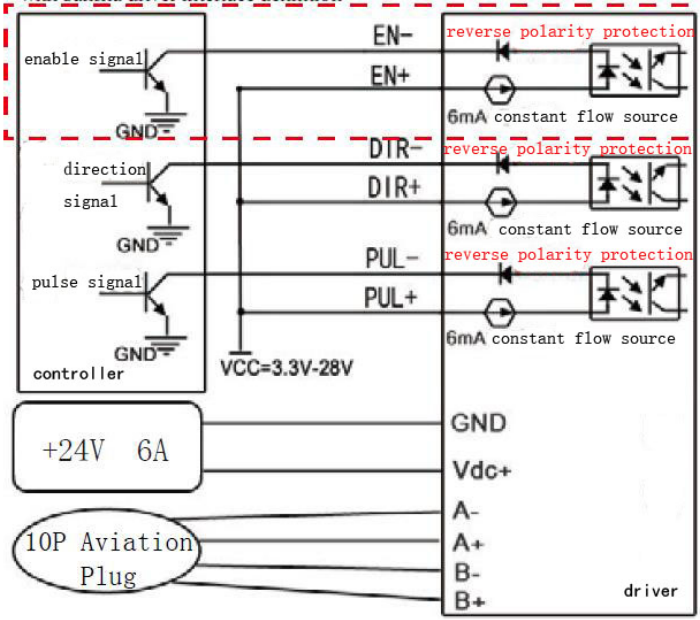 EN-
reverse polarity protection
enable signal
EN+
6mA constant flow source
GND
DIR-
reverse polarity protection
direction
signal
DIR+
6mA constant flow source
GND
PUL-
reverse polarity protection
pulse signal
PUL+
6mA constant flow source
GND
VCC=3.3V-28V
controller
+24V 6A
GND
Vdc+
10P Aviation
Plug
A-
A+
B-
B+
driver